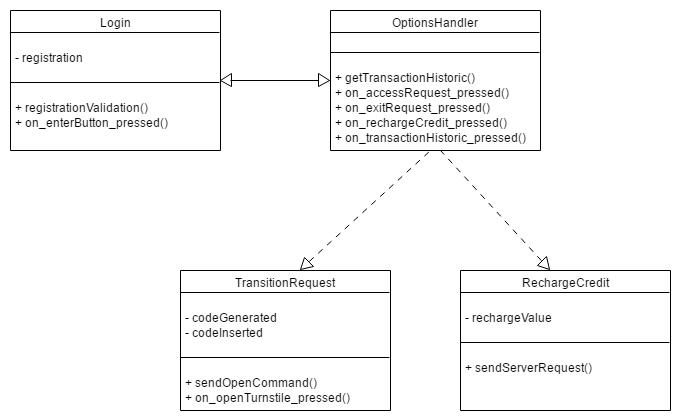 Login
- registration
+ registrationValidation()
+ on_enterButton_pressed()
OptionsHandler
+ getTransactionHistoric()
+ on_accessRequest_pressed()
+ on_exitRequest_pressed()
+ on_rechargeCredit_pressed()
+ on_transactionHistoric_pressed()
TransitionRequest
- codeGenerated
- codeInserted
+ sendOpenCommand()
+ on_openTurnstile_pressed()
RechargeCredit
- rechargeValue
+ sendServerRequest()